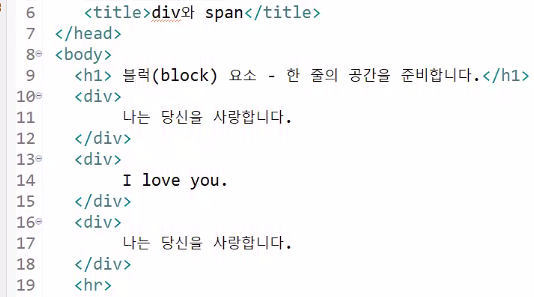 6 <title>div와 span</title>
7 </head>
8 <body>
9 <h1> 블럭(block) 요소 - 한 줄의 공간을 준비합니다.</h1>
10 <div>
11 나는 당신을 사랑합니다.
12 </div>
13 <div>
14 I love you.
15 </div>
16 <div>
17 나는 당신을 사랑합니다.
18 </div>
19 <hr>